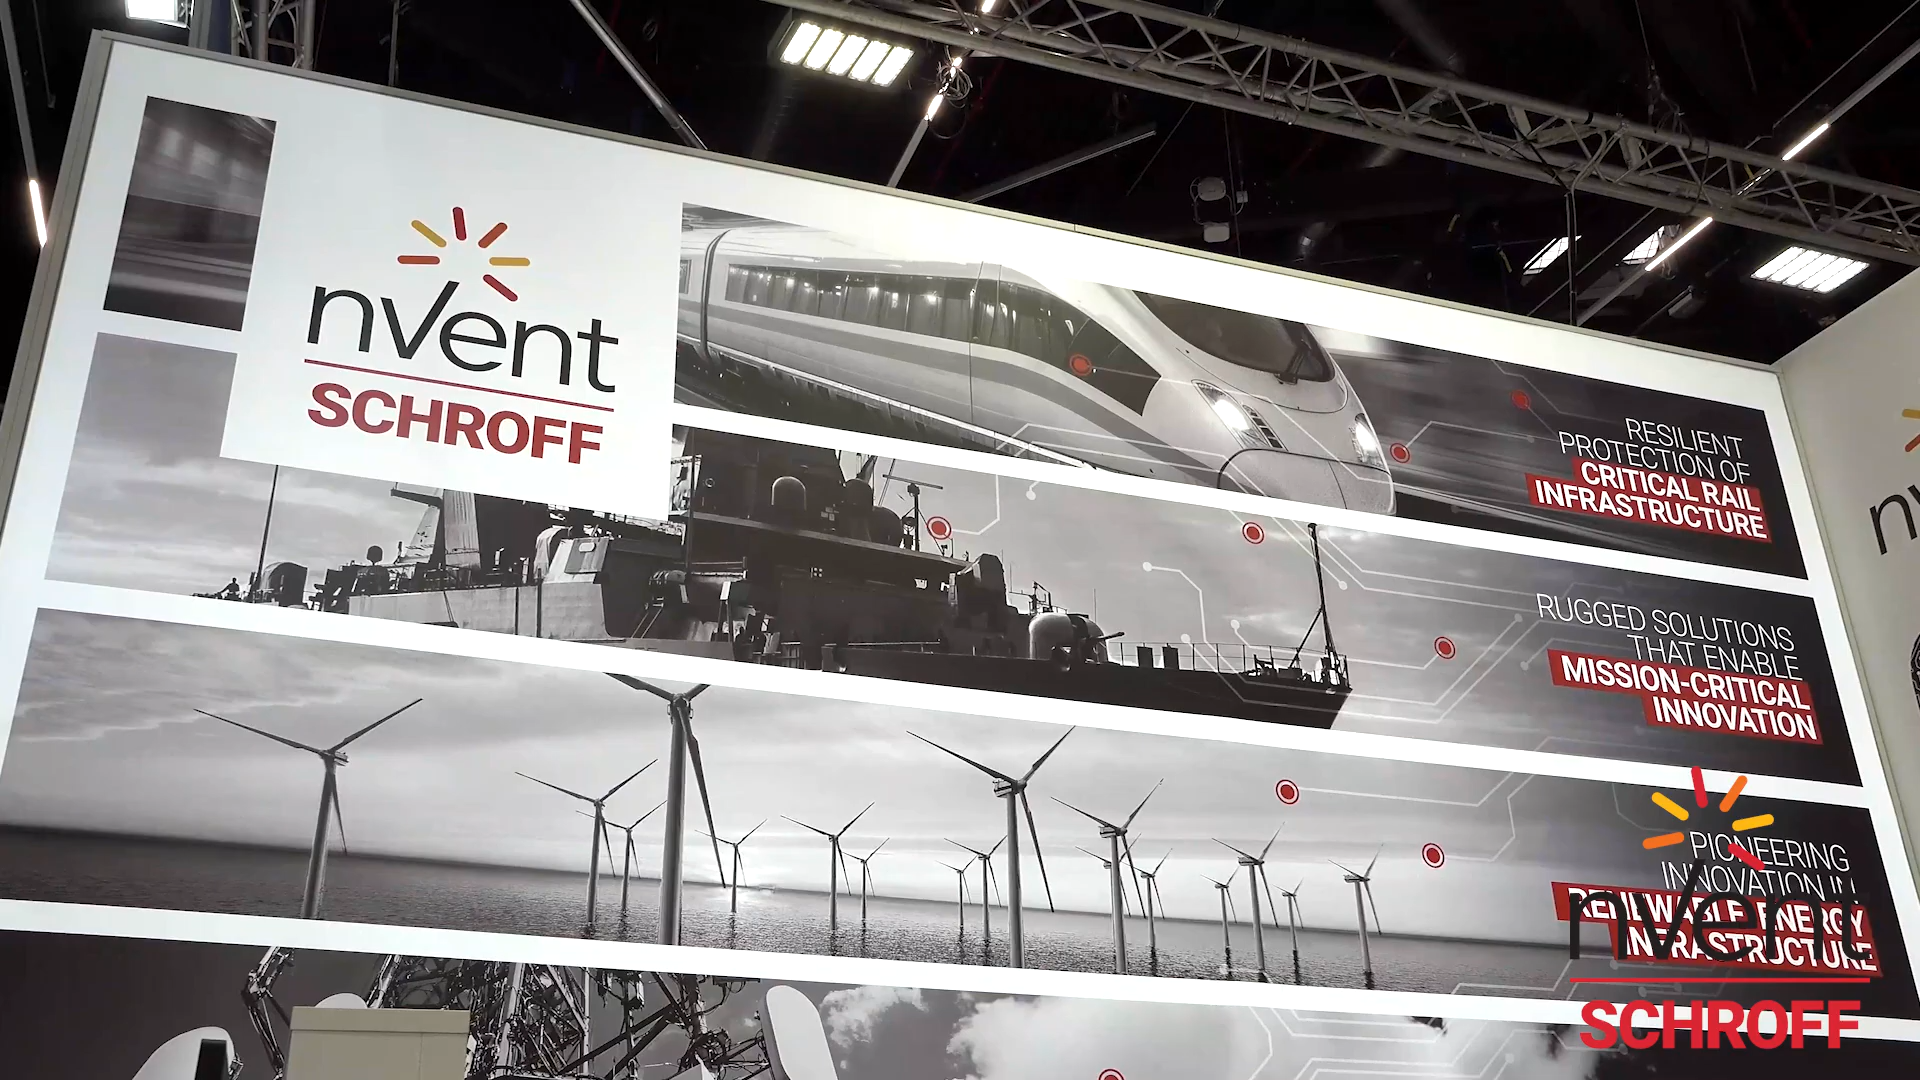 nVent
SCHROFF
RESILIENT
PROTECTION OF
CRITICAL RAIL
INFRASTRUCTURE
RUGGED SOLUTIONS
THAT ENABLE
MISSION-CRITICAL
INNOVATION
PIONEERING
INNOVATION IN
RENEWABLE ENERGY
INFRASTRUCTURE
nVent
SCHROFF